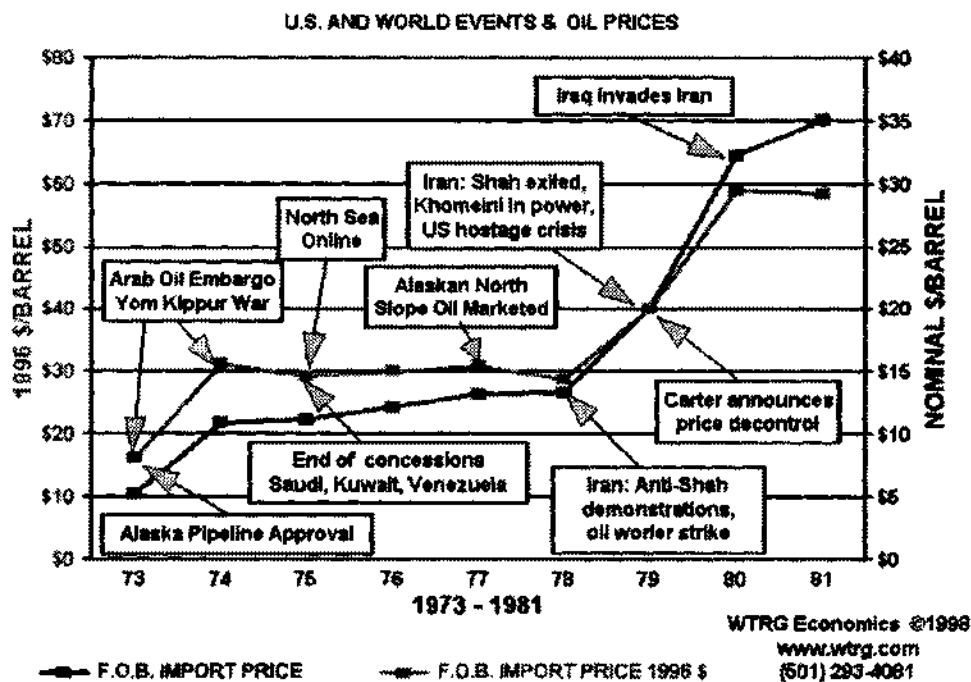 U.S. AND WORLD EVENTS & OIL PRICES
1996 $/BARREL
$80
$70
$60
$50
$40
$30
$20
$10
$0
NOMINAL $/BARREL
$40
$35
$30
$25
$20
$15
$10
$5
$0
Iraq invades Iran
Iran: Shah exiled,
Khomeini in power,
US hostage crisis
North Sea
Online
Arab Oil Embargo
Yom Kippur War
Alaskan North
Slope Oil Marketed
Carter announces
price decontrol
End of concessions
Saudi, Kuwait, Venezuela
Iran: Anti-Shah
demonstrations,
oil worler strike
Alaska Pipeline Approval
73 74 75 76 77 78 79 80 81
1973 - 1981
WTRG Economics ©1998
www.wtrg.com
(501) 293-4081
F.O.B. IMPORT PRICE
F.O.B. IMPORT PRICE 1996 $